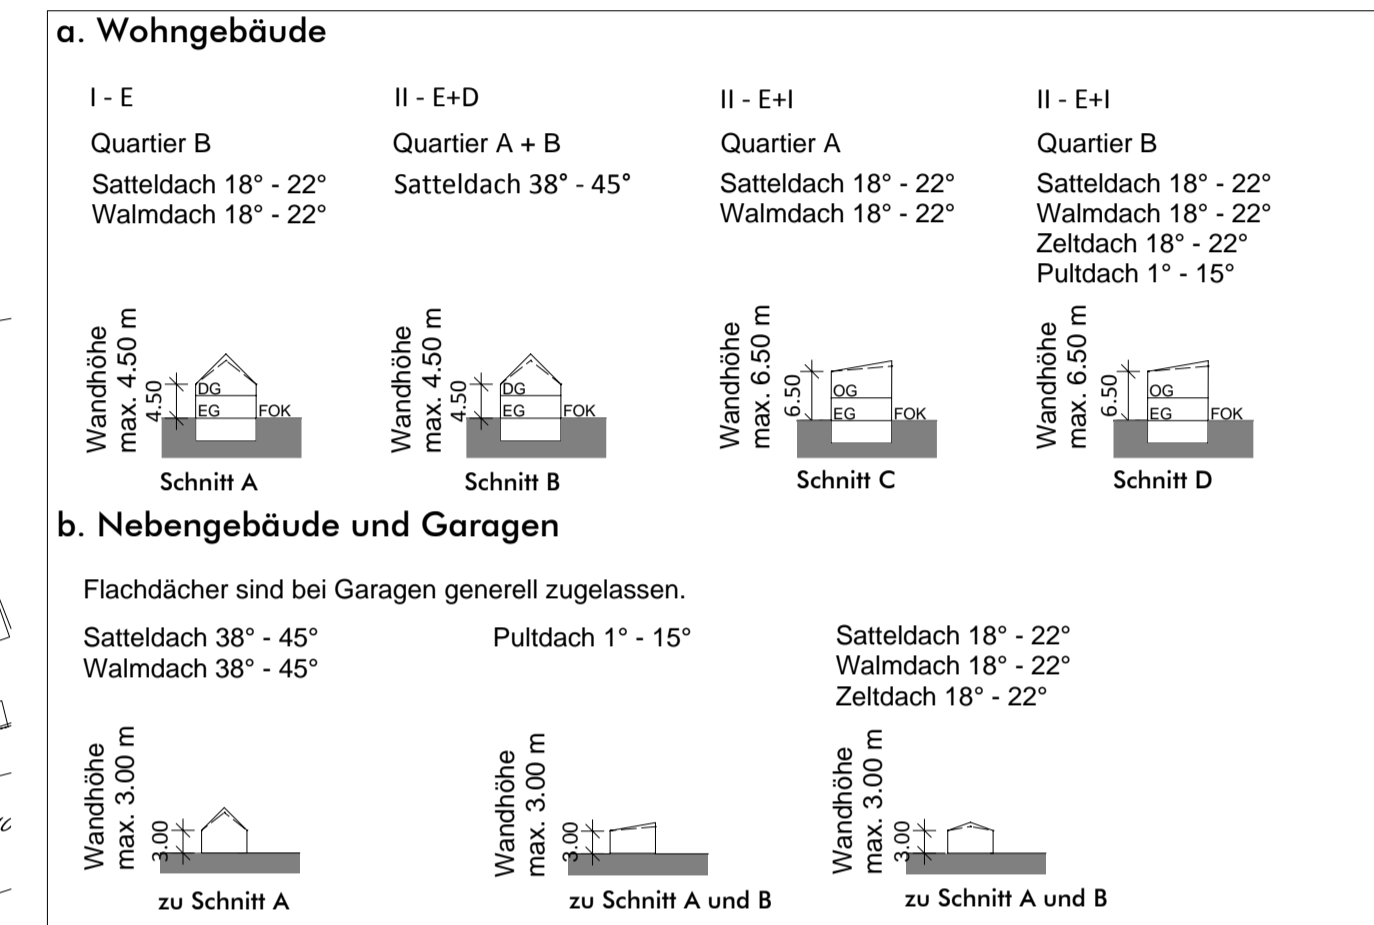 a. Wohngebäude
I - E
Quartier B
Satteldach 18° - 22°
Walmdach 18° - 22°
Wandhöhe
max. 4.50 m
4.50
DG
EG
FOK
Schnitt A
II - E+D
Quartier A + B
Satteldach 38° - 45°
Wandhöhe
max. 4.50 m
4.50
DG
EG
FOK
Schnitt B
II - E+I
Quartier A
Satteldach 18° - 22°
Walmdach 18° - 22°
Wandhöhe
max. 6.50 m
6.50
OG
EG
FOK
Schnitt C
II - E+I
Quartier B
Satteldach 18° - 22°
Walmdach 18° - 22°
Zeltdach 18° - 22°
Pultdach 1° - 15°
Wandhöhe
max. 6.50 m
6.50
OG
EG
FOK
Schnitt D
b. Nebengebäude und Garagen
Flachdächer sind bei Garagen generell zugelassen.
Satteldach 38° - 45°
Walmdach 38° - 45°
Wandhöhe
max. 3.00 m
3.00
zu Schnitt A
Pultdach 1° - 15°
Wandhöhe
max. 3.00 m
3.00
zu Schnitt A und B
Satteldach 18° - 22°
Walmdach 18° - 22°
Zeltdach 18° - 22°
Wandhöhe
max. 3.00 m
3.00
zu Schnitt A und B